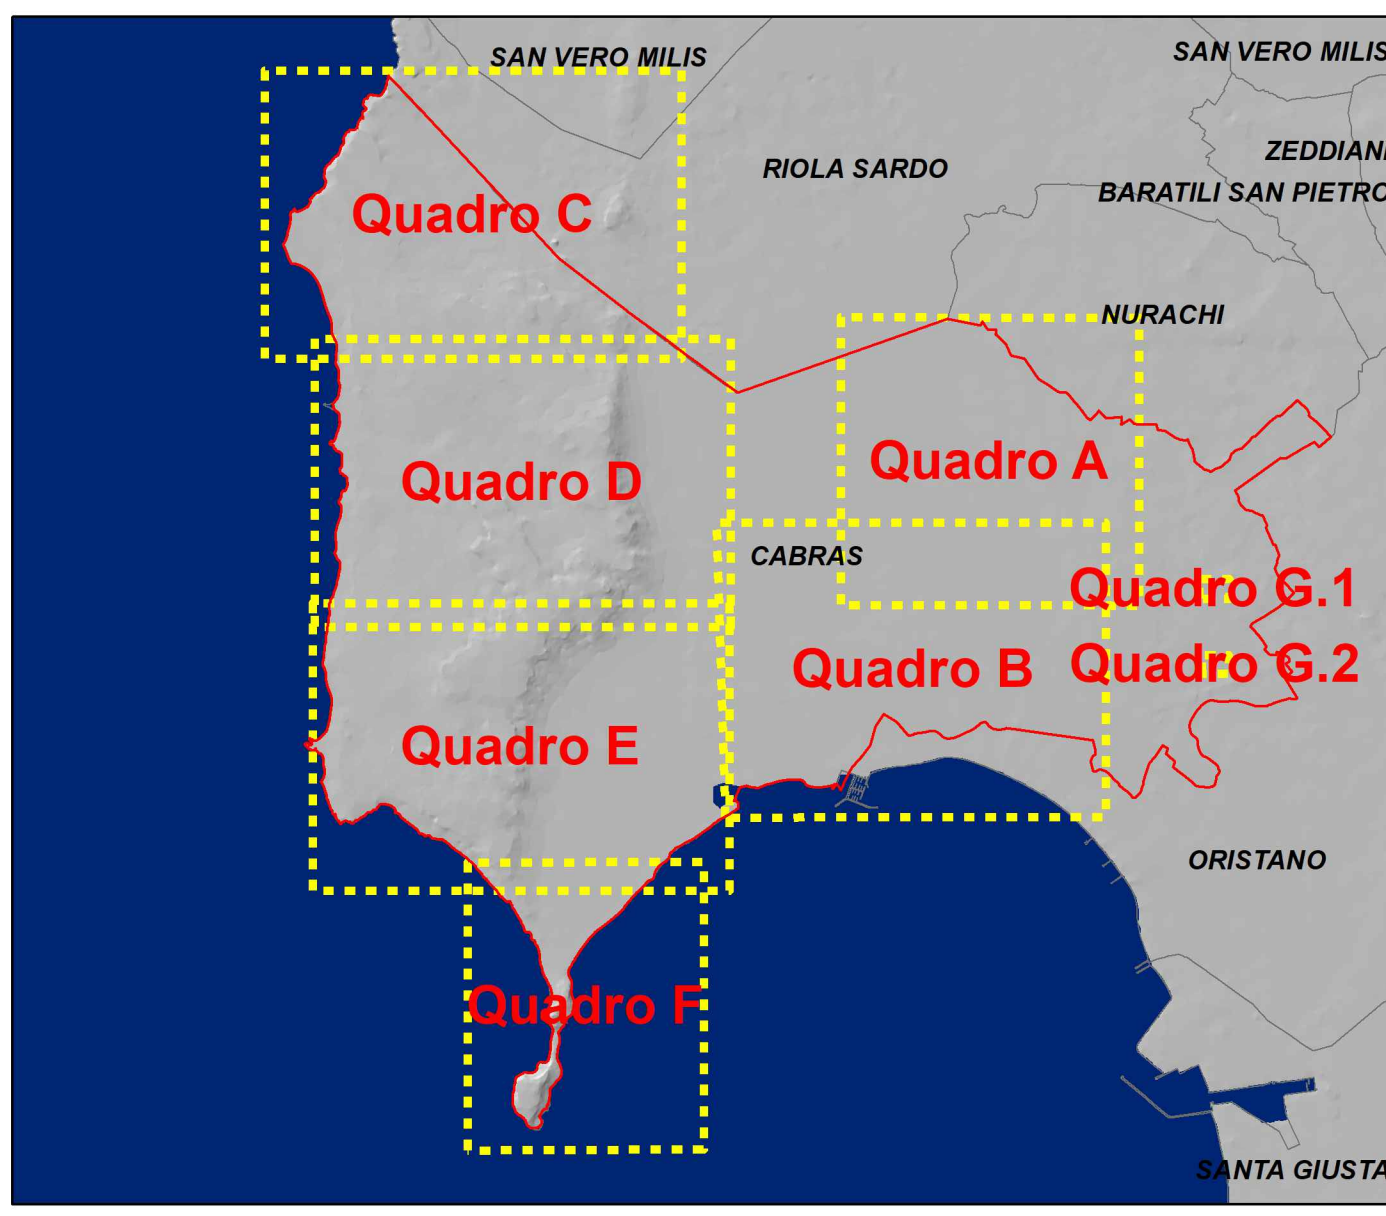 SAN VERO MILIS
SAN VERO MILIS
ZEDDIANI
RIOLA SARDO
BARATILI SAN PIETRO
Quadro C
NURACHI
Quadro A
Quadro D
CABRAS
Quadro G.1
Quadro B
Quadro G.2
Quadro E
ORISTANO
Quadro F
SANTA GIUSTA